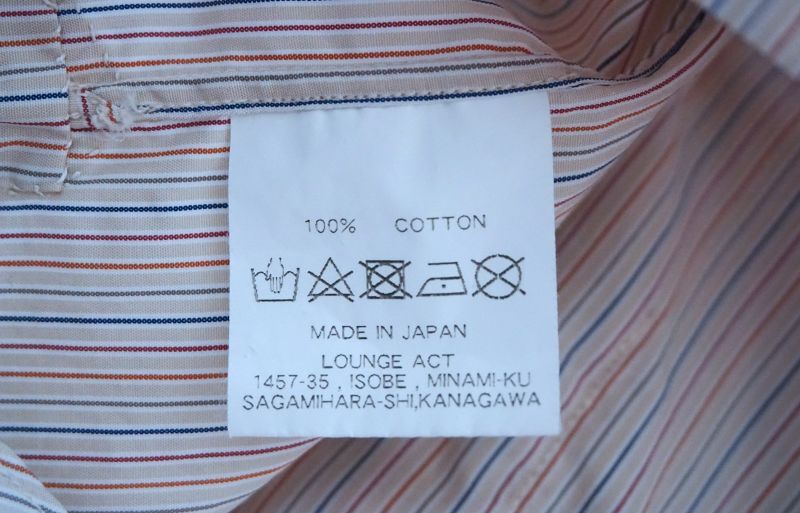 100% COTTON
MADE IN JAPAN
LOUNGE ACT
1457-35 , ISOBE , MINAMI-KU
SAGAMIHARA-SHI,KANAGAWA